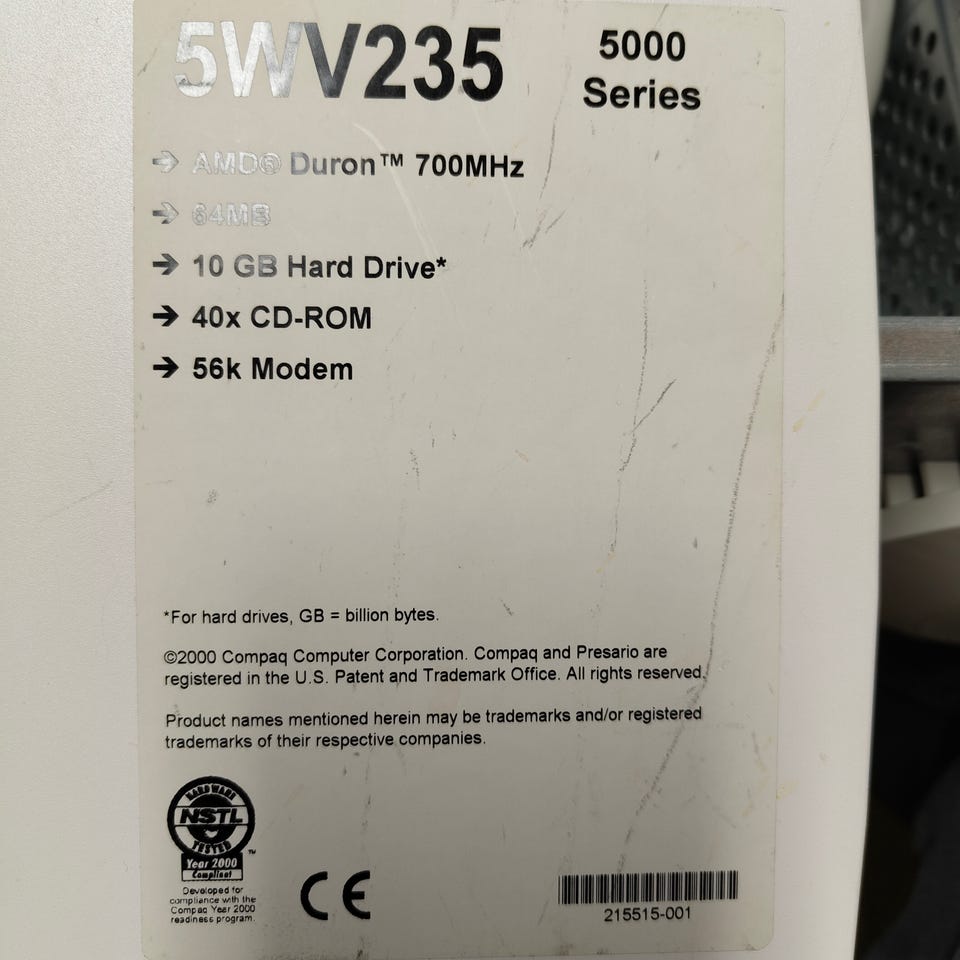 5WV235
5000
Series
→ AMD® Duron™ 700MHz
→ 64MB
→ 10 GB Hard Drive*
→ 40x CD-ROM
→ 56k Modem
*For hard drives, GB = billion bytes.
©2000 Compaq Computer Corporation. Compaq and Presario are
registered in the U.S. Patent and Trademark Office. All rights reserved.
Product names mentioned herein may be trademarks and/or registered
trademarks of their respective companies.
HARDWARE
NSTL
TESTED
Year 2000
Compliant
™
Developed for
compliance with the
Compaq Year 2000
readiness program.
CE
215515-001